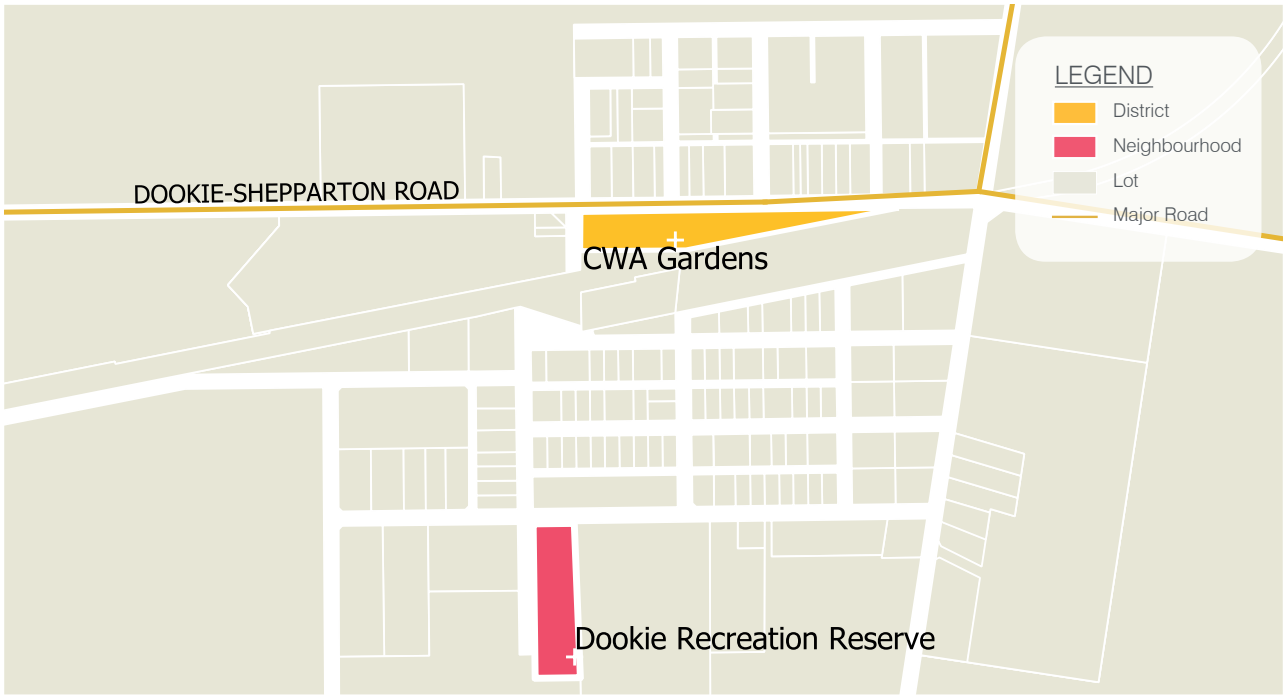 LEGEND
District
Neighbourhood
Lot
Major Road
DOOKIE-SHEPPARTON ROAD
CWA Gardens
Dookie Recreation Reserve